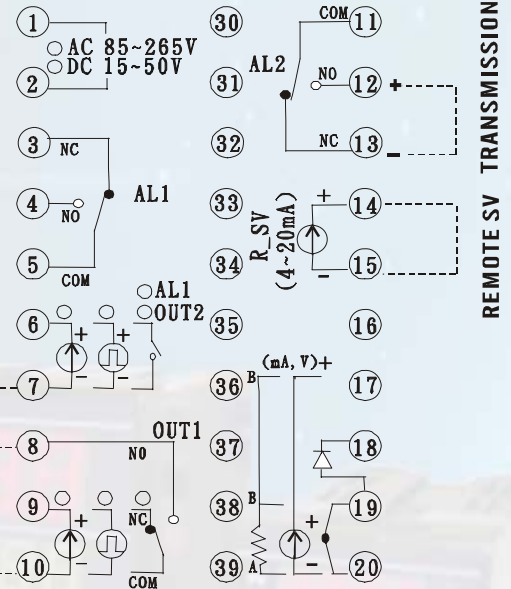 1
AC 85~265V
DC 15~50V
2
3
NC
4
NO
AL1
5
COM
AL1
OUT2
6
+
+
7
-
-
8
NO
OUT1
9
+
NC
10
-
COM
30
COM
11
AL2
31
NO
12
+
32
NC
13
-
33
+
14
R_SV
(4~20mA)
34
-
15
35
16
(mA, V)+
36
B
17
37
18
38
B
19
+
39
A
-
20
TRANSMISSION
REMOTE SV